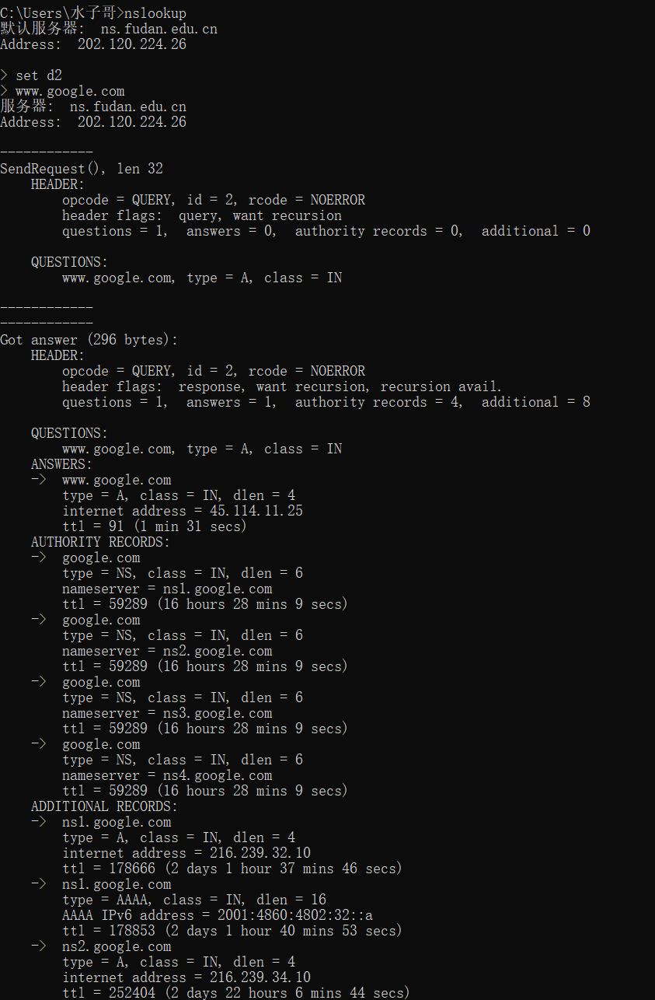 C:\Users\水子哥>nslookup
默认服务器:  ns.fudan.edu.cn
Address:  202.120.224.26
> set d2
> www.google.com
服务器:  ns.fudan.edu.cn
Address:  202.120.224.26
------------
SendRequest(), len 32
    HEADER:
        opcode = QUERY, id = 2, rcode = NOERROR
        header flags:  query, want recursion
        questions = 1,  answers = 0,  authority records = 0,  additional = 0
    QUESTIONS:
        www.google.com, type = A, class = IN
------------
------------
Got answer (296 bytes):
    HEADER:
        opcode = QUERY, id = 2, rcode = NOERROR
        header flags:  response, want recursion, recursion avail.
        questions = 1,  answers = 1,  authority records = 4,  additional = 8
    QUESTIONS:
        www.google.com, type = A, class = IN
    ANSWERS:
    ->  www.google.com
        type = A, class = IN, dlen = 4
        internet address = 45.114.11.25
        ttl = 91 (1 min 31 secs)
    AUTHORITY RECORDS:
    ->  google.com
        type = NS, class = IN, dlen = 6
        nameserver = ns1.google.com
        ttl = 59289 (16 hours 28 mins 9 secs)
    ->  google.com
        type = NS, class = IN, dlen = 6
        nameserver = ns2.google.com
        ttl = 59289 (16 hours 28 mins 9 secs)
    ->  google.com
        type = NS, class = IN, dlen = 6
        nameserver = ns3.google.com
        ttl = 59289 (16 hours 28 mins 9 secs)
    ->  google.com
        type = NS, class = IN, dlen = 6
        nameserver = ns4.google.com
        ttl = 59289 (16 hours 28 mins 9 secs)
    ADDITIONAL RECORDS:
    ->  ns1.google.com
        type = A, class = IN, dlen = 4
        internet address = 216.239.32.10
        ttl = 178666 (2 days 1 hour 37 mins 46 secs)
    ->  ns1.google.com
        type = AAAA, class = IN, dlen = 16
        AAAA IPv6 address = 2001:4860:4802:32::a
        ttl = 178853 (2 days 1 hour 40 mins 53 secs)
    ->  ns2.google.com
        type = A, class = IN, dlen = 4
        internet address = 216.239.34.10
        ttl = 252404 (2 days 22 hours 6 mins 44 secs)